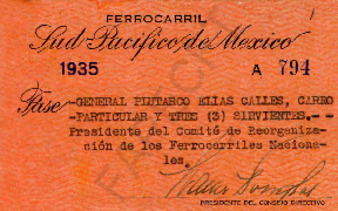 FERROCARRIL
Sud Pacifico de Mexico
1935 A 794
Pase -GENERAL PLUTARCO ELIAS CALLES, CARRO
-PARTICULAR Y TRES (3) SIRVIENTES.--
Presidente del Comité de Reorganiza-
ción de los Ferrocarriles Naciona-
les.
PRESIDENTE DEL CONSEJO DIRECTIVO